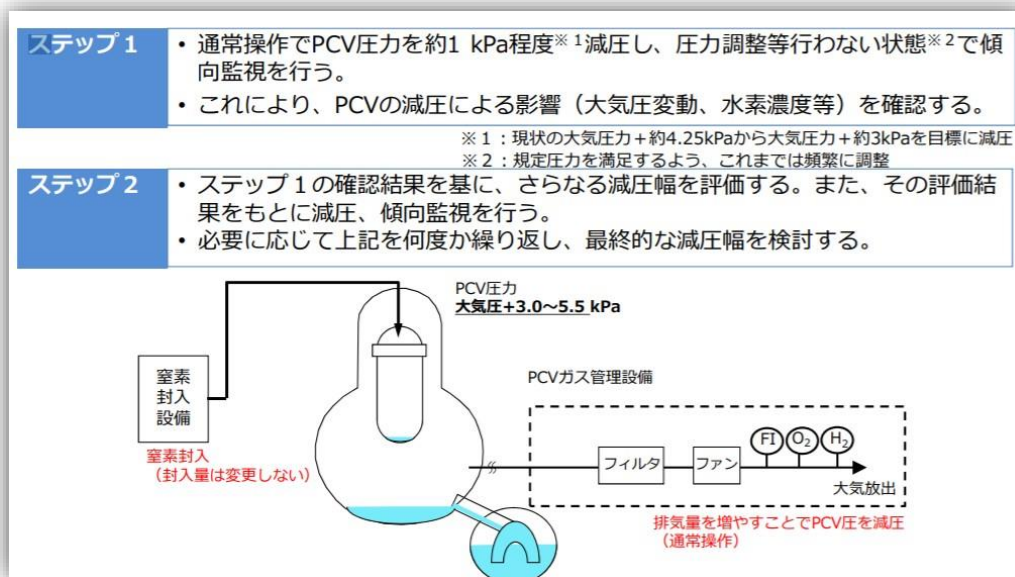 ステップ1
• 通常操作でPCV圧力を約1 kPa程度※1減圧し、圧力調整等行わない状態※2で傾
向監視を行う。
• これにより、PCVの減圧による影響（大気圧変動、水素濃度等）を確認する。
※1：現状の大気圧力＋約4.25kPaから大気圧力＋約3kPaを目標に減圧
※2：規定圧力を満足するよう、これまでは頻繁に調整
ステップ2
• ステップ1の確認結果を基に、さらなる減圧幅を評価する。また、その評価結
果をもとに減圧、傾向監視を行う。
• 必要に応じて上記を何度か繰り返し、最終的な減圧幅を検討する。
PCV圧力
大気圧+3.0～5.5 kPa
窒素
封入
設備
窒素封入
（封入量は変更しない）
PCVガス管理設備
フィルタ
ファン
FI
O2
H2
大気放出
排気量を増やすことでPCV圧を減圧
（通常操作）